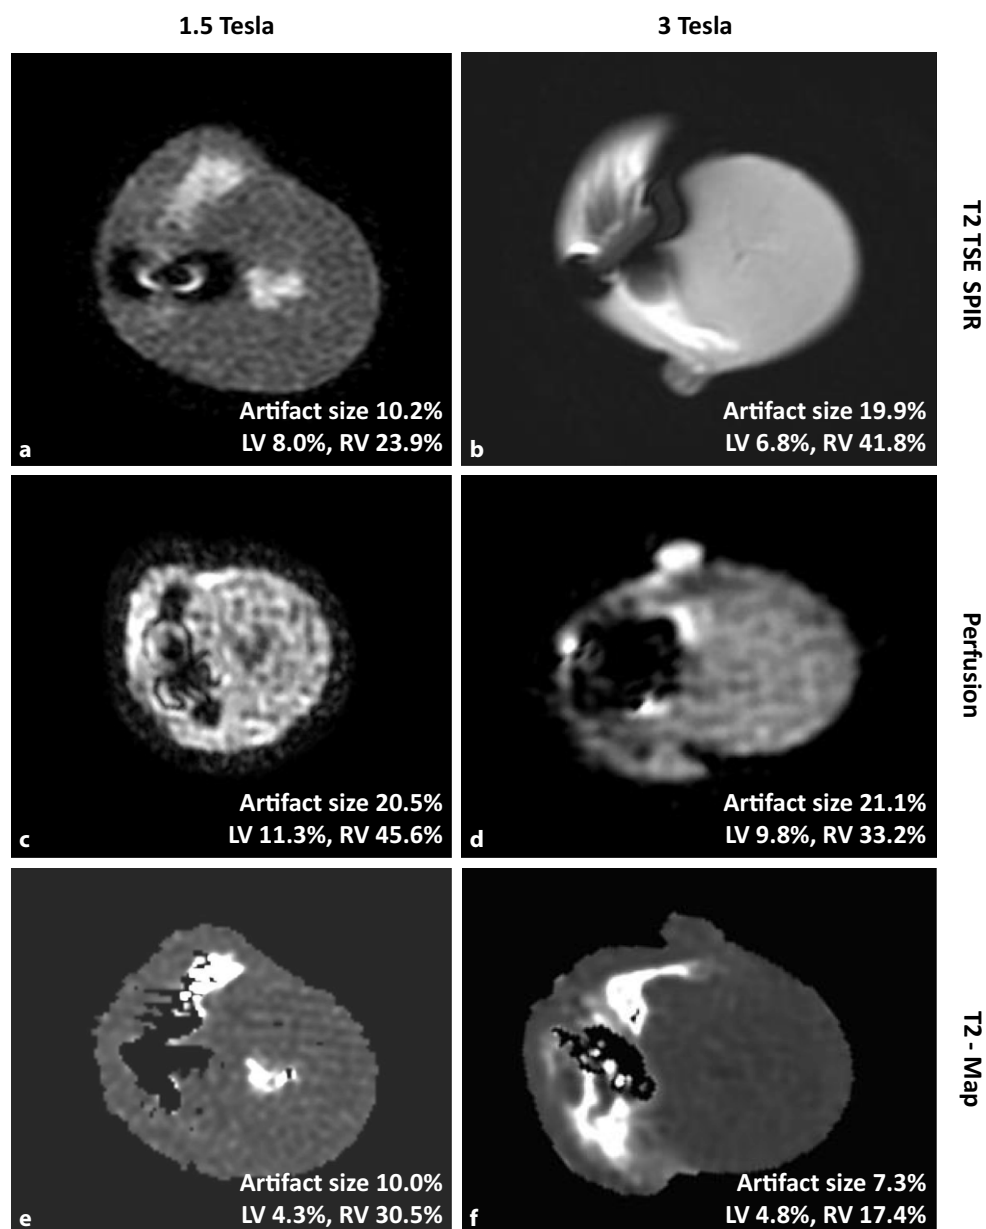 1.5 Tesla
3 Tesla
Artifact size 10.2%
LV 8.0%, RV 23.9%
a
Artifact size 19.9%
LV 6.8%, RV 41.8%
b
T2 TSE SPIR
Artifact size 20.5%
LV 11.3%, RV 45.6%
c
Artifact size 21.1%
LV 9.8%, RV 33.2%
d
Perfusion
Artifact size 10.0%
LV 4.3%, RV 30.5%
e
Artifact size 7.3%
LV 4.8%, RV 17.4%
f
T2 - Map